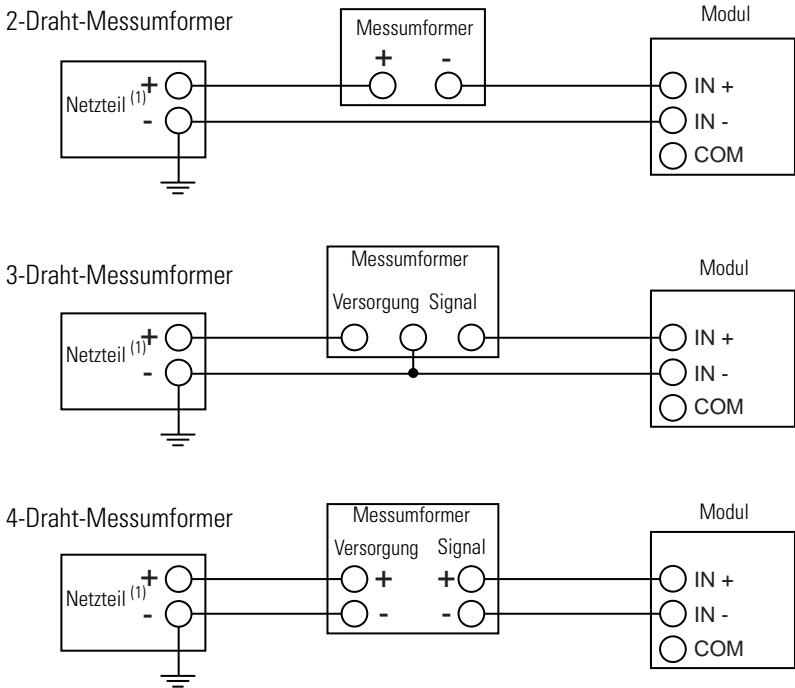 2-Draht-Messumformer
Messumformer
Modul
+ -
Netzteil (1) +
-
IN +
IN -
COM
3-Draht-Messumformer
Messumformer
Modul
Versorgung Signal
Netzteil (1) +
-
IN +
IN -
COM
4-Draht-Messumformer
Messumformer
Modul
Versorgung Signal
Netzteil (1) +
-
+ +
- -
IN +
IN -
COM